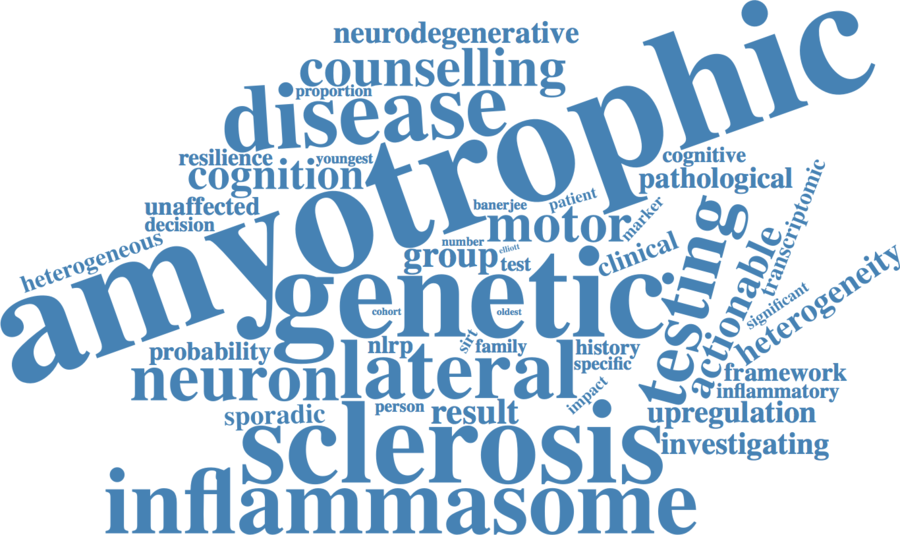 neurodegenerative
counselling
proportion
disease
amyotrophic
resilience
youngest
cognition
cognitive
pathological
unaffected
decision
banerjee
patient
motor
marker
heterogeneous
number
elliott
group
test
clinical
testing
actionable
transcriptomic
significant
heterogeneity
genetic
cohort
oldest
probability
nlrp
sirt
family
history
specific
neuron
lateral
impact
framework
inflammatory
sporadic
person
result
upregulation
sclerosis
investigating
inflammasome